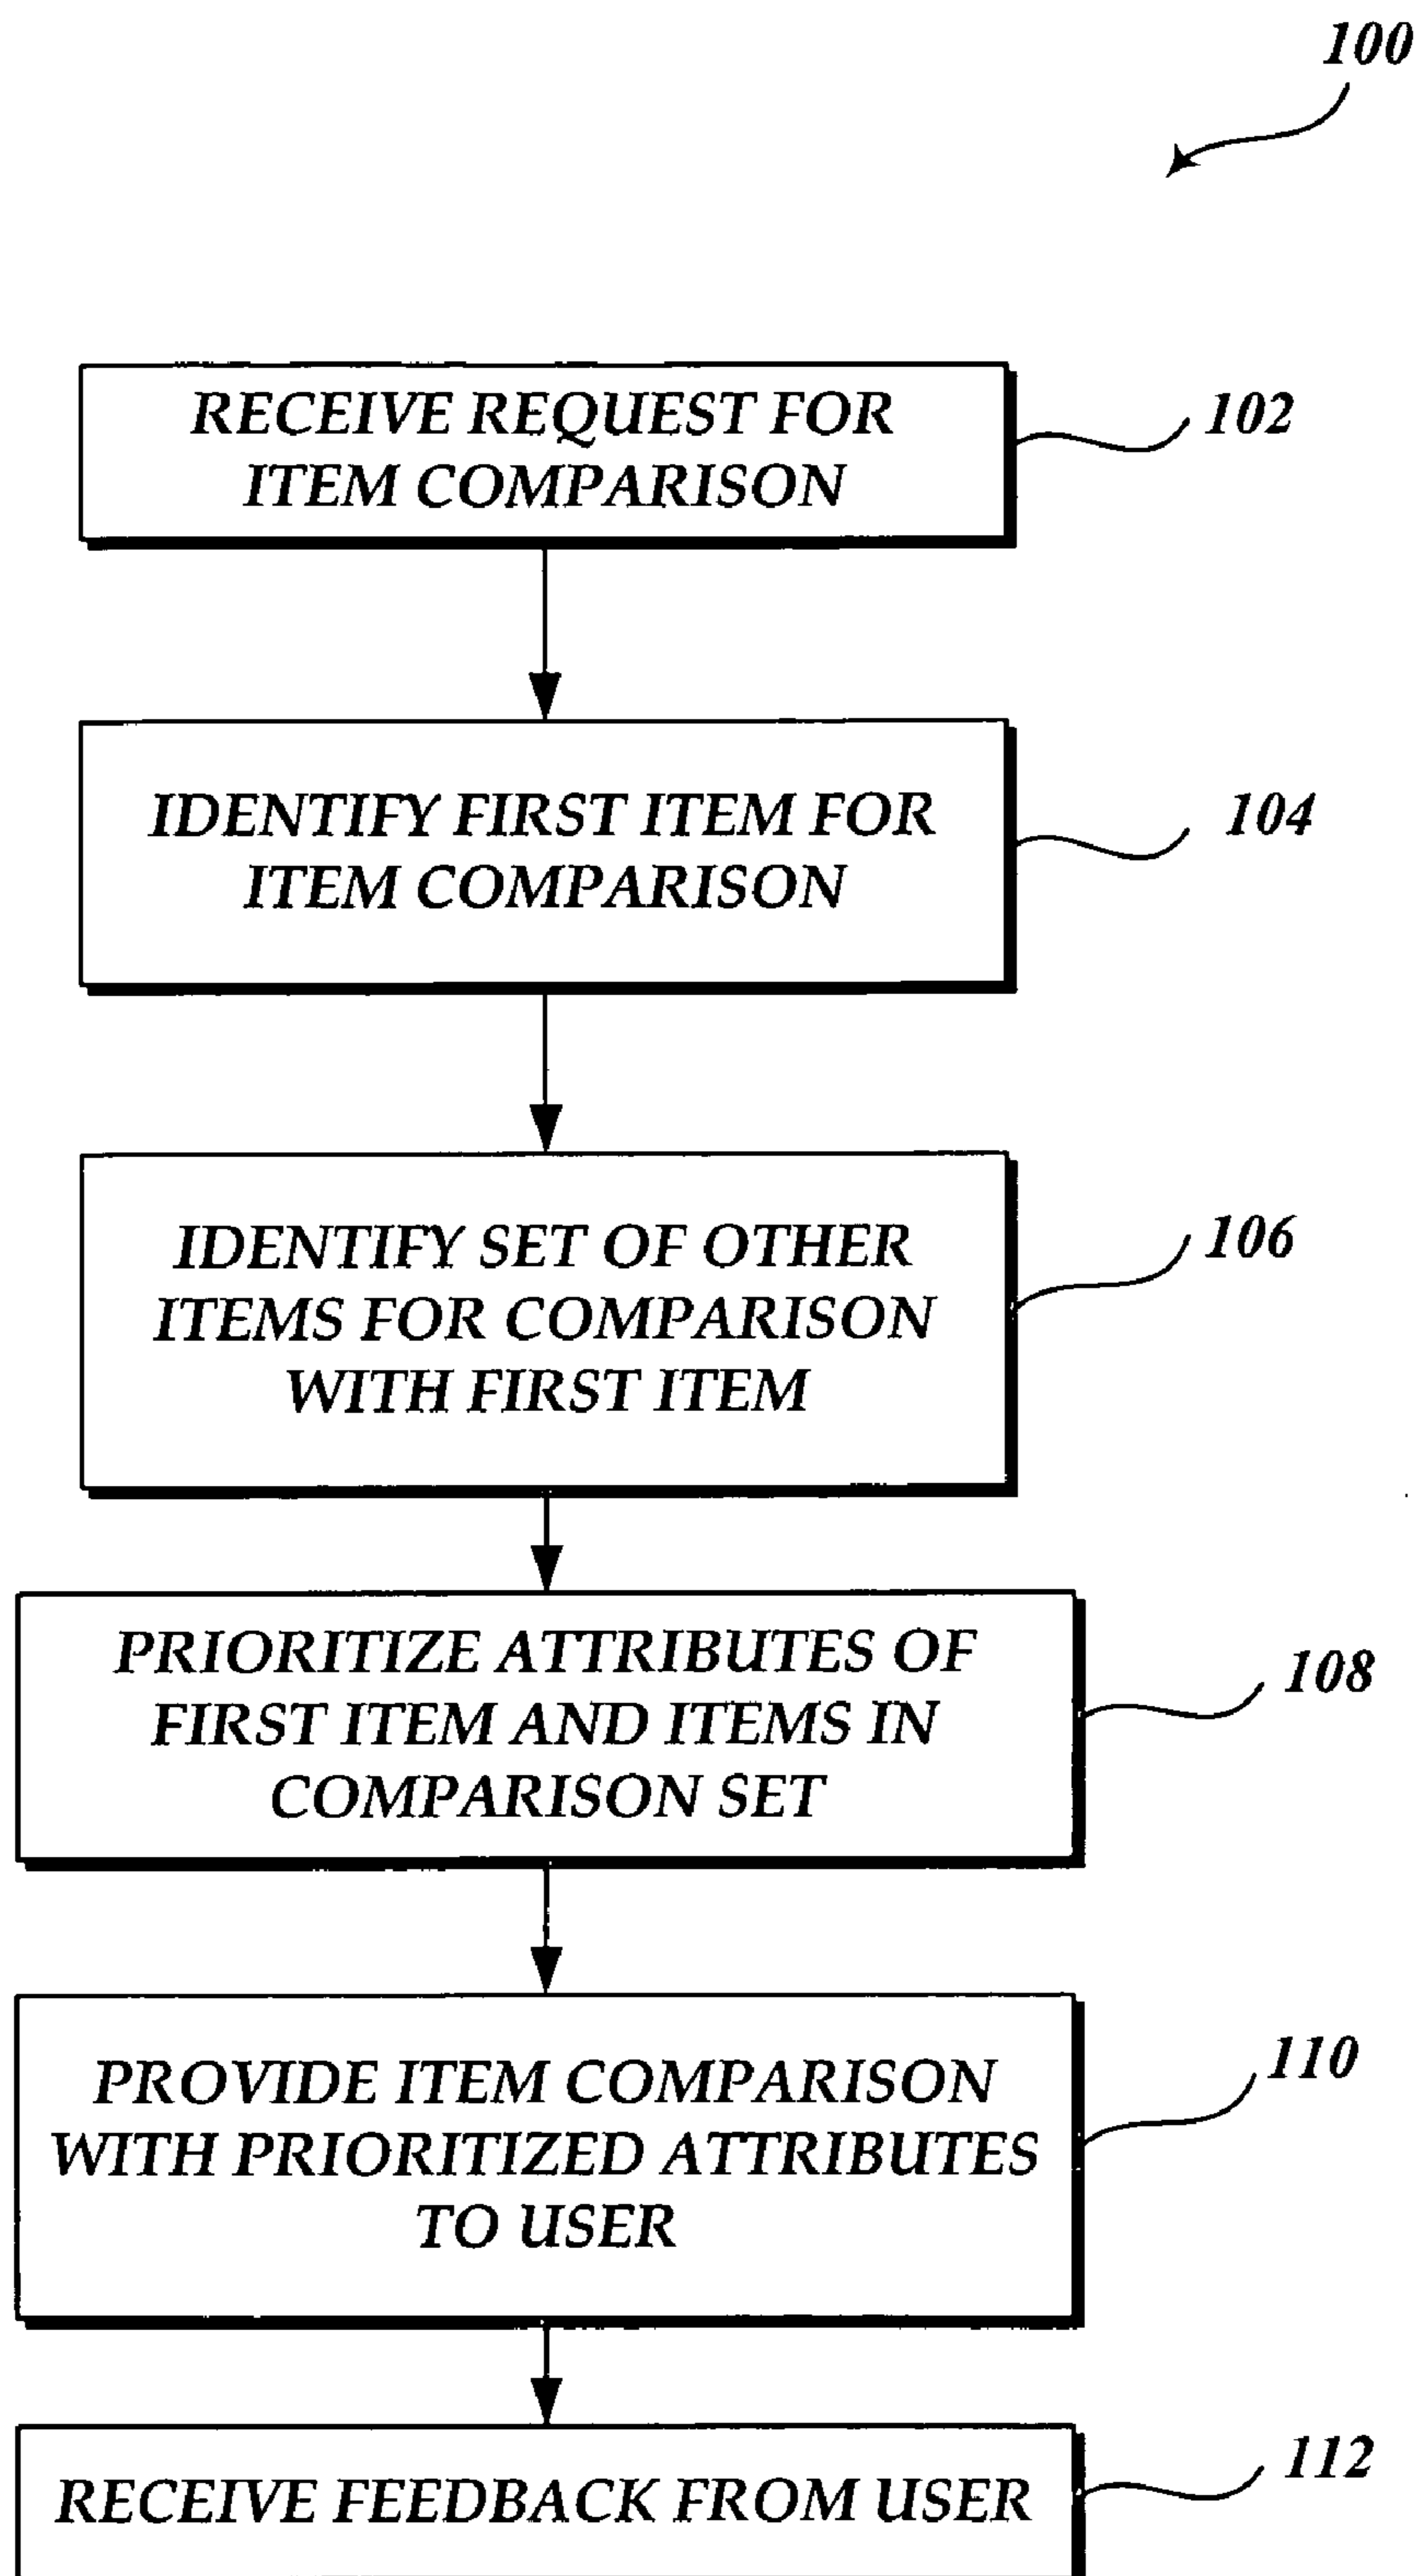 100
RECEIVE REQUEST FOR
ITEM COMPARISON
102
IDENTIFY FIRST ITEM FOR
ITEM COMPARISON
104
IDENTIFY SET OF OTHER
ITEMS FOR COMPARISON
WITH FIRST ITEM
106
PRIORITIZE ATTRIBUTES OF
FIRST ITEM AND ITEMS IN
COMPARISON SET
108
PROVIDE ITEM COMPARISON
WITH PRIORITIZED ATTRIBUTES
TO USER
110
RECEIVE FEEDBACK FROM USER
112